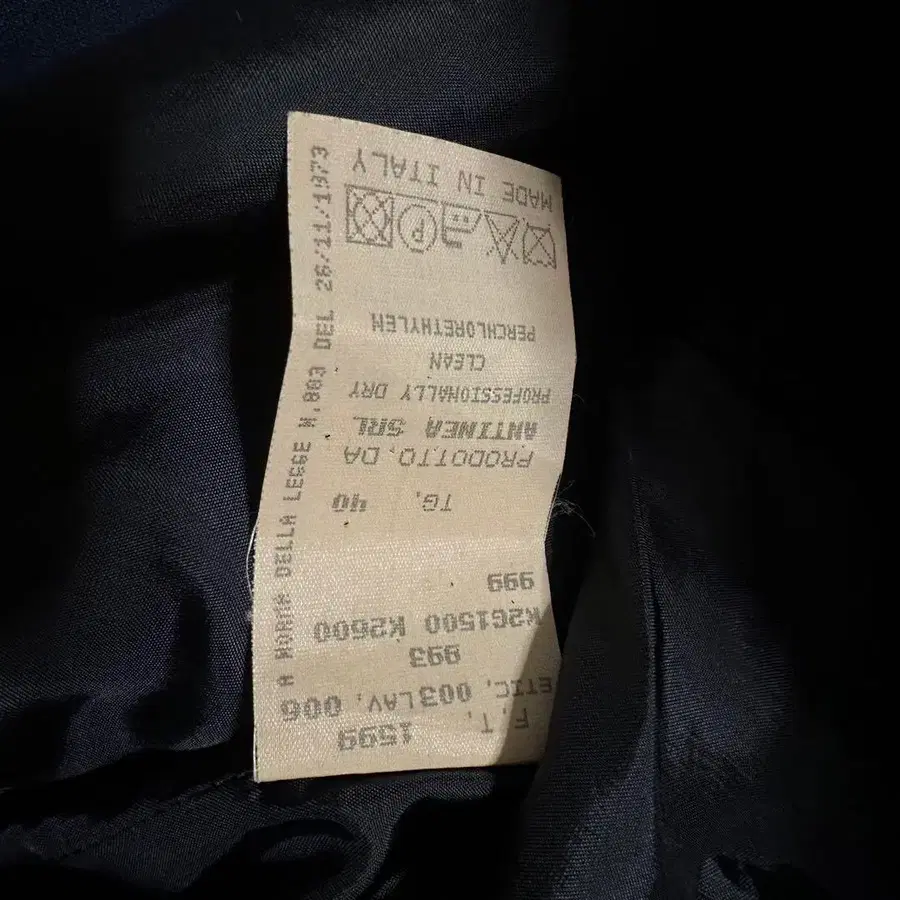 F.T. 1599
ETIC. 003LAV. 006
993
K2G1500 K2600
999
TG. 40
PRODOTTO DA
ANTINEA SRL
PROFESSIONALLY DRY
CLEAN
PERCHLORETHYLEN
P
MADE IN ITALY
A NORMA DELLA LEGGE N.883 DEL 26/11/1973